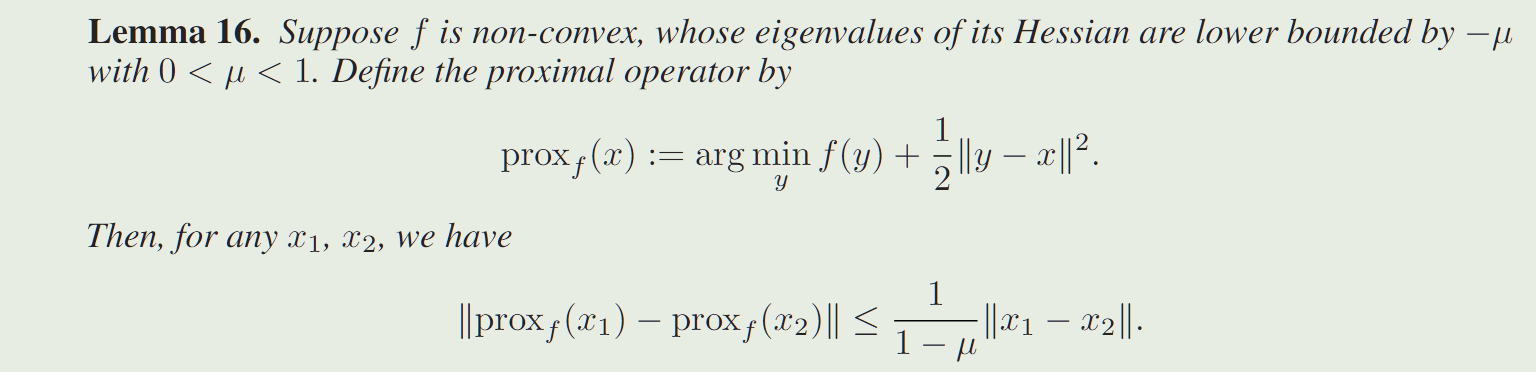 Lemma 16. Suppose f is non-convex, whose eigenvalues of its Hessian are lower bounded by −μ
with 0 < μ < 1. Define the proximal operator by
prox_f(x) := arg min_y f(y) + \frac{1}{2}‖y − x‖².
Then, for any x₁, x₂, we have
‖prox_f(x₁) − prox_f(x₂)‖ ≤ \frac{1}{1 − μ}‖x₁ − x₂‖.